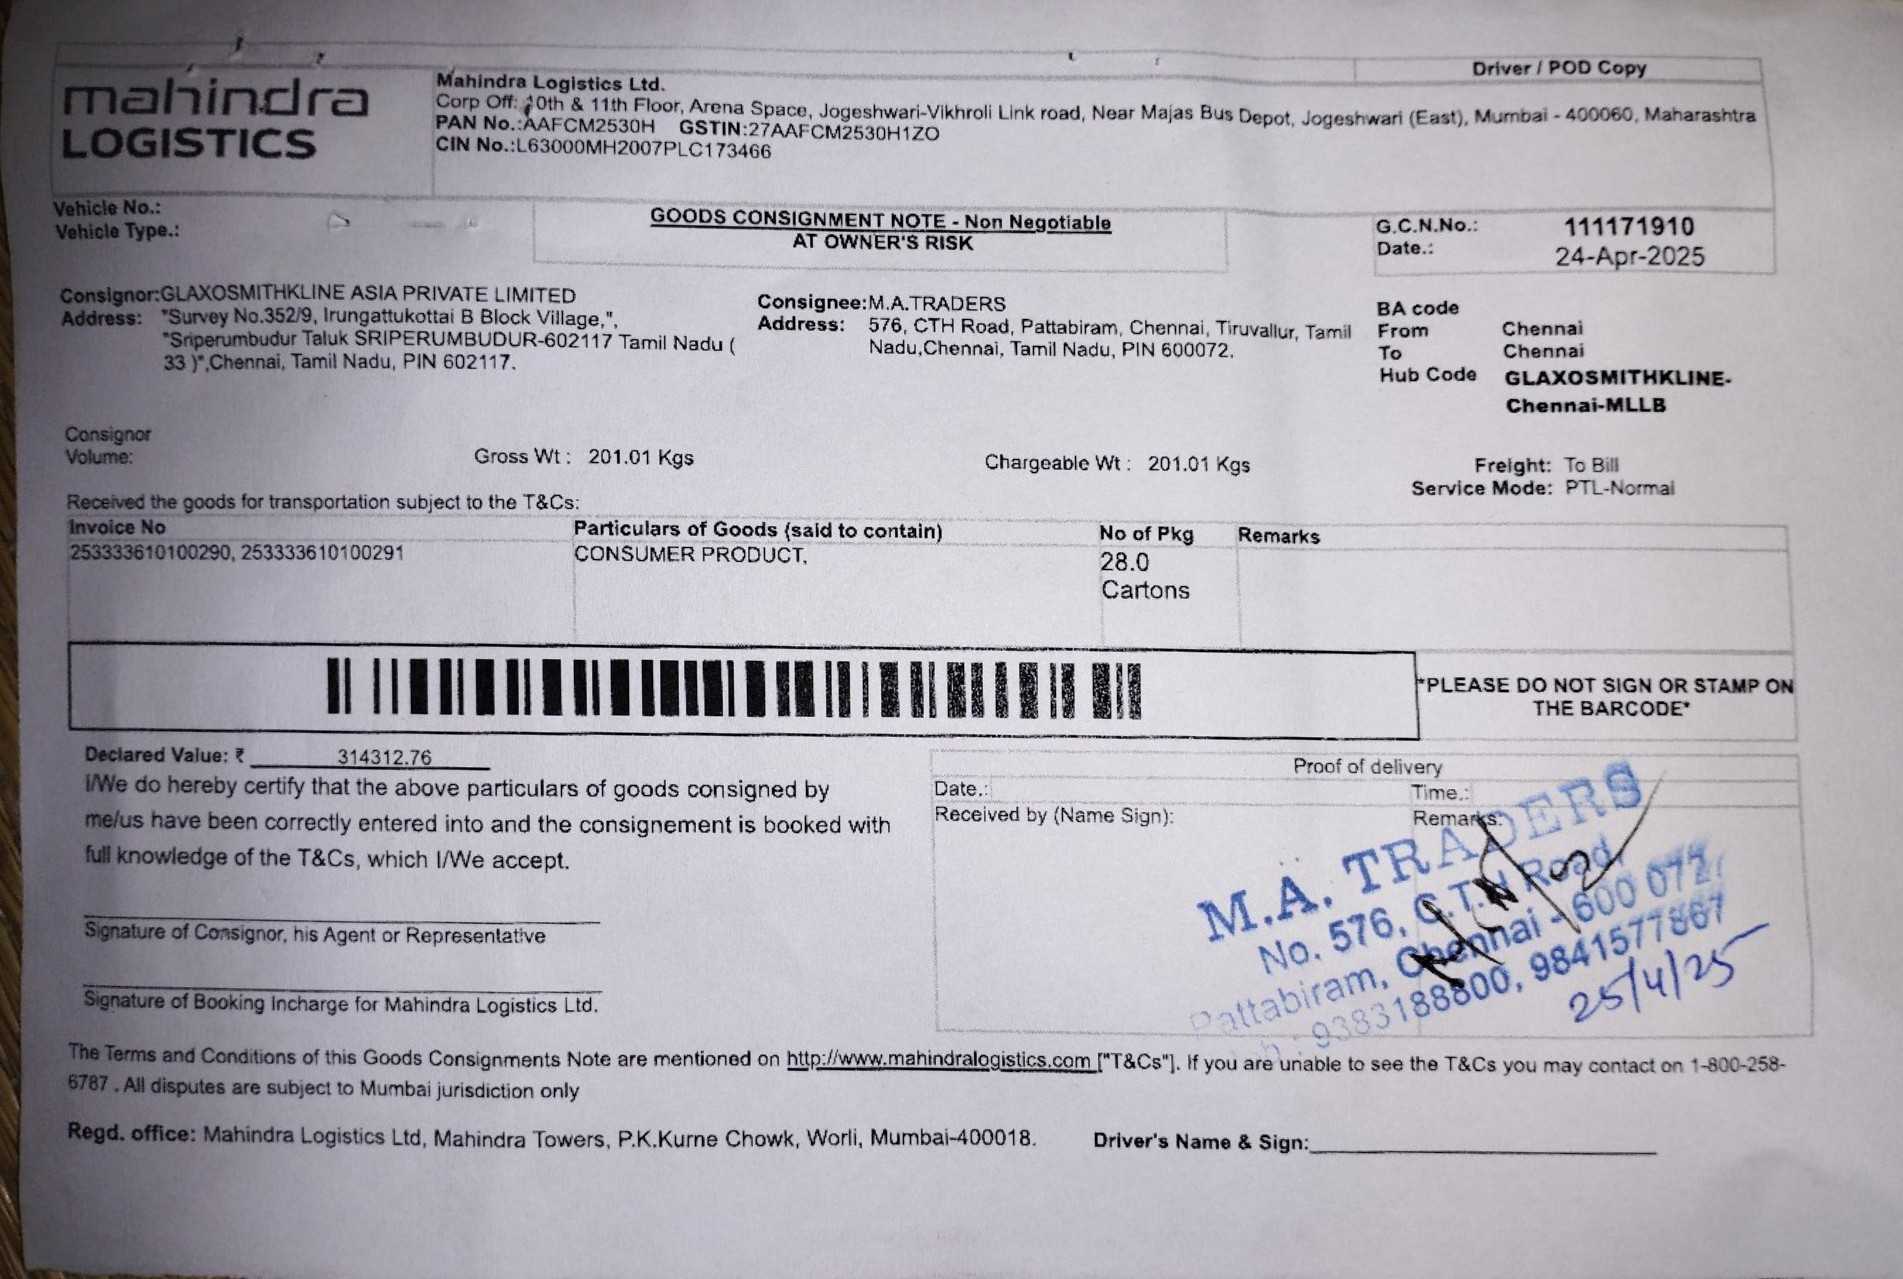 Driver / POD Copy
mahindra
LOGISTICS
Mahindra Logistics Ltd.
Corp Off: 10th & 11th Floor, Arena Space, Jogeshwari-Vikhroli Link road, Near Majas Bus Depot, Jogeshwari (East), Mumbai - 400060, Maharashtra
PAN No.:AAFCM2530H GSTIN:27AAFCM2530H1ZO
CIN No.:L63000MH2007PLC173466
Vehicle No.:
Vehicle Type.:
GOODS CONSIGNMENT NOTE - Non Negotiable
AT OWNER'S RISK
G.C.N.No.: 111171910
Date.: 24-Apr-2025
Consignor:GLAXOSMITHKLINE ASIA PRIVATE LIMITED
Address: "Survey No.352/9, Irungattukottai B Block Village,",
"Sriperumbudur Taluk SRIPERUMBUDUR-602117 Tamil Nadu (
33 )",Chennai, Tamil Nadu, PIN 602117.
Consignee:M.A.TRADERS
Address: 576, CTH Road, Pattabiram, Chennai, Tiruvallur, Tamil
Nadu,Chennai, Tamil Nadu, PIN 600072.
BA code
From Chennai
To Chennai
Hub Code GLAXOSMITHKLINE-
Chennai-MLLB
Consignor
Volume:
Gross Wt : 201.01 Kgs
Chargeable Wt : 201.01 Kgs
Freight: To Bill
Service Mode: PTL-Normal
Received the goods for transportation subject to the T&Cs:
Invoice No Particulars of Goods (said to contain) No of Pkg Remarks
253333610100290, 253333610100291 CONSUMER PRODUCT, 28.0
Cartons
*PLEASE DO NOT SIGN OR STAMP ON
THE BARCODE*
Declared Value: ₹ 314312.76
I/We do hereby certify that the above particulars of goods consigned by
me/us have been correctly entered into and the consignement is booked with
full knowledge of the T&Cs, which I/We accept.
Signature of Consignor, his Agent or Representative
Signature of Booking Incharge for Mahindra Logistics Ltd.
Proof of delivery
Date.: Time.:
Received by (Name Sign): Remarks:
M.A. TRADERS
No. 576, C.T.H Road,
Pattabiram, Chennai - 600 072.
9383188800, 9841577867
25/4/25
The Terms and Conditions of this Goods Consignments Note are mentioned on http://www.mahindralogistics.com ["T&Cs"]. If you are unable to see the T&Cs you may contact on 1-800-258-
6787 . All disputes are subject to Mumbai jurisdiction only
Regd. office: Mahindra Logistics Ltd, Mahindra Towers, P.K.Kurne Chowk, Worli, Mumbai-400018.
Driver's Name & Sign: